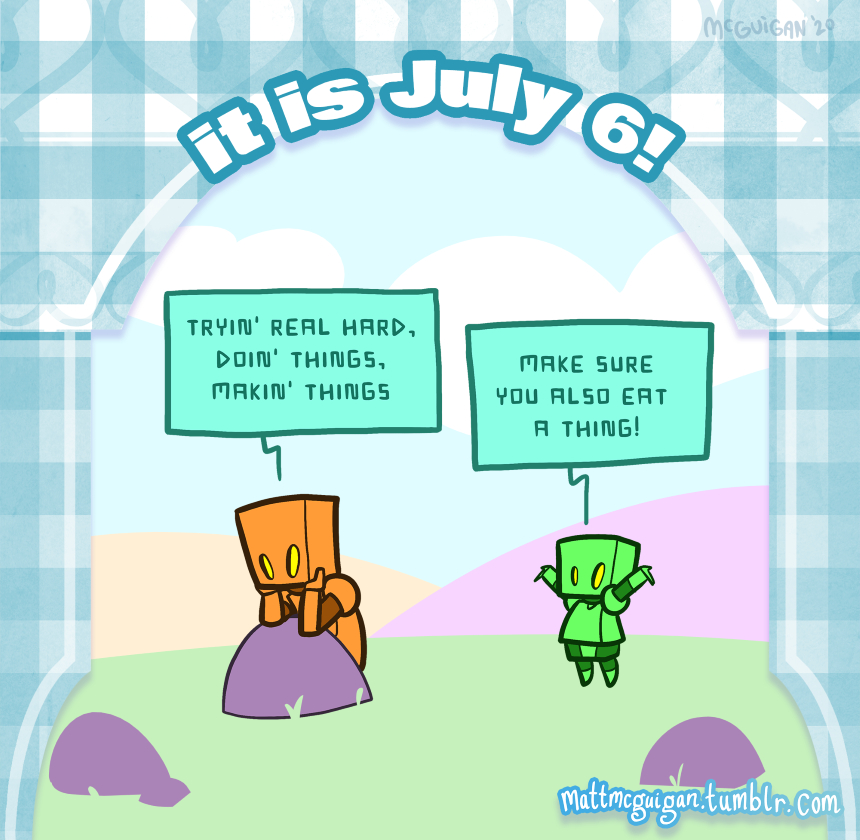 McGUiGAN '20
it is July 6!
TRYIN' REAL HARD,
DOIN' THINGS,
MAKIN' THINGS
MAKE SURE
YOU ALSO EAT
A THING!
mattmcguigan.tumblr.com